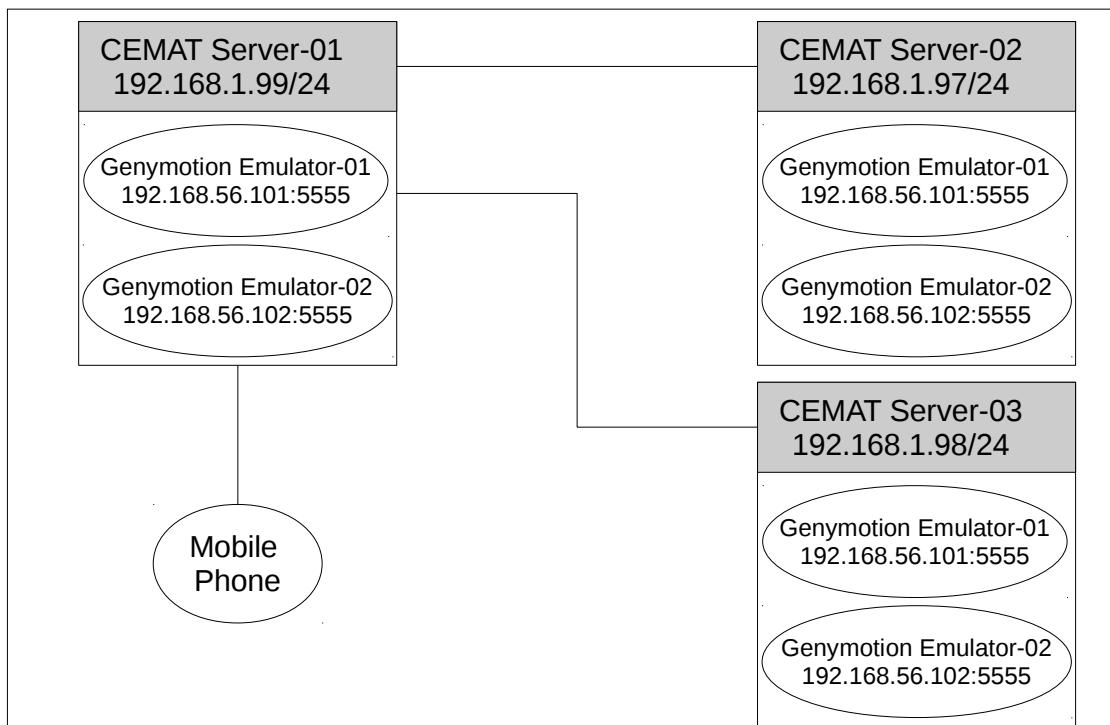 CEMAT Server-01
192.168.1.99/24
Genymotion Emulator-01
192.168.56.101:5555
Genymotion Emulator-02
192.168.56.102:5555
Mobile
Phone
CEMAT Server-02
192.168.1.97/24
Genymotion Emulator-01
192.168.56.101:5555
Genymotion Emulator-02
192.168.56.102:5555
CEMAT Server-03
192.168.1.98/24
Genymotion Emulator-01
192.168.56.101:5555
Genymotion Emulator-02
192.168.56.102:5555